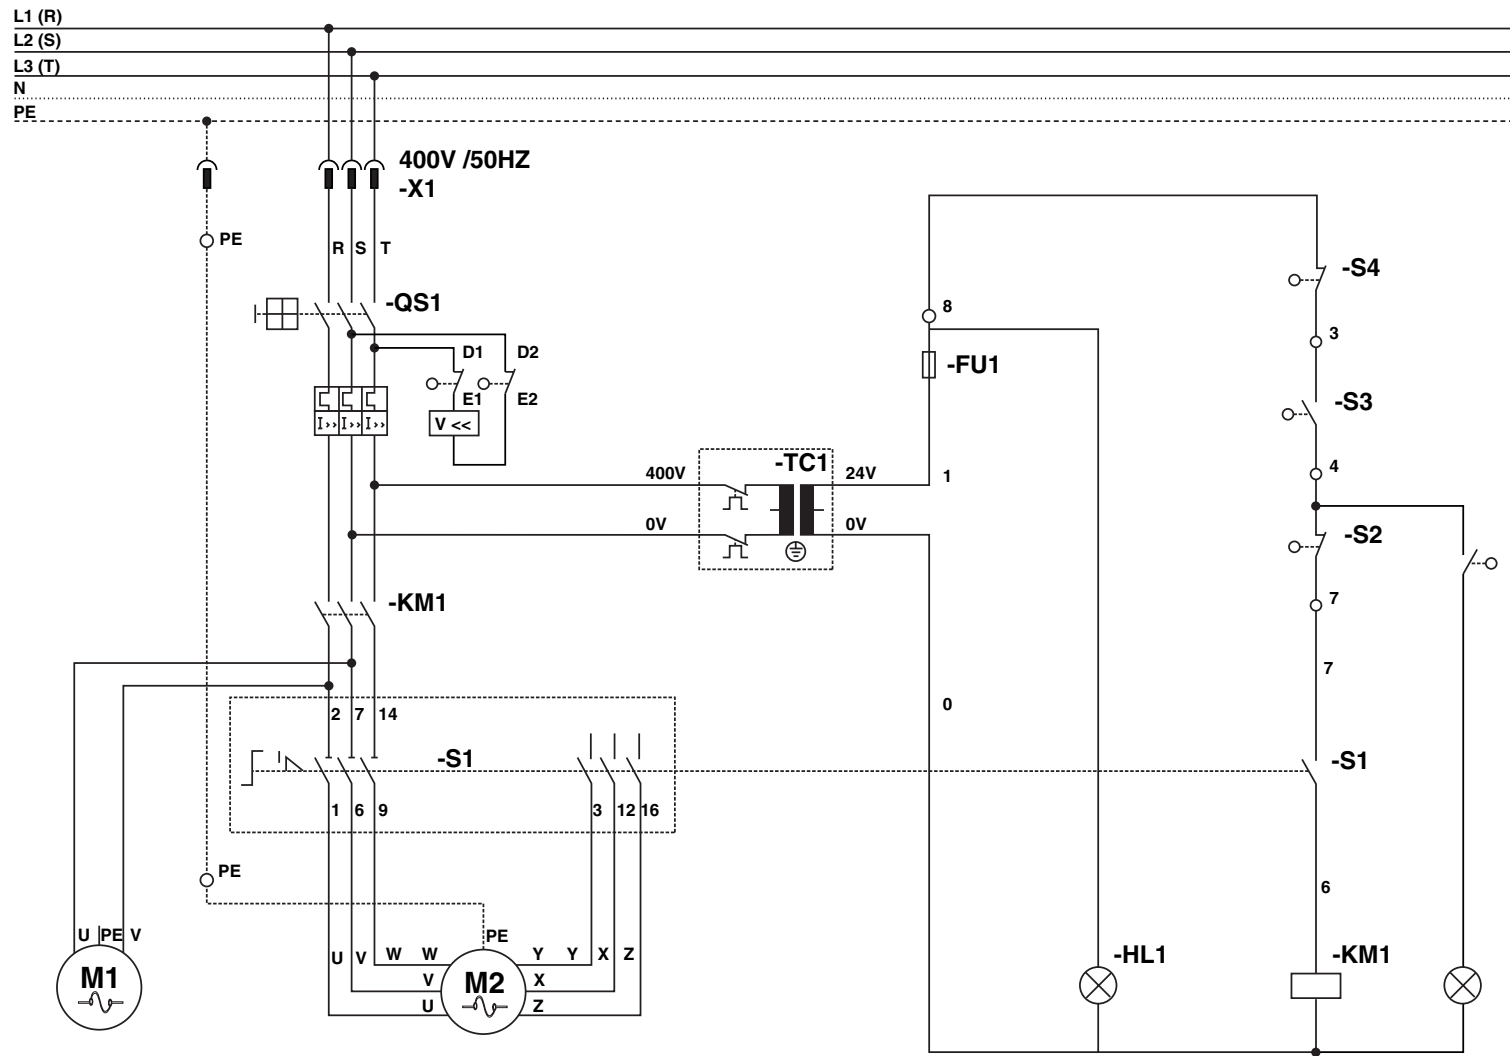 L1 (R)
L2 (S)
L3 (T)
N
PE
400V /50HZ
-X1
PE
R S T
-QS1
D1 D2
E1 E2
I>> I>> I>>
V <<
8
-FU1
-S4
3
-S3
4
-TC1
400V 24V 1
0V 0V
-S2
7
7
-KM1
0
2 7 14
-S1
-S1
1 6 9 3 12 16
PE
6
U PE V
PE
U V W W Y Y X Z
V X
U Z
M1
M2
-HL1
-KM1